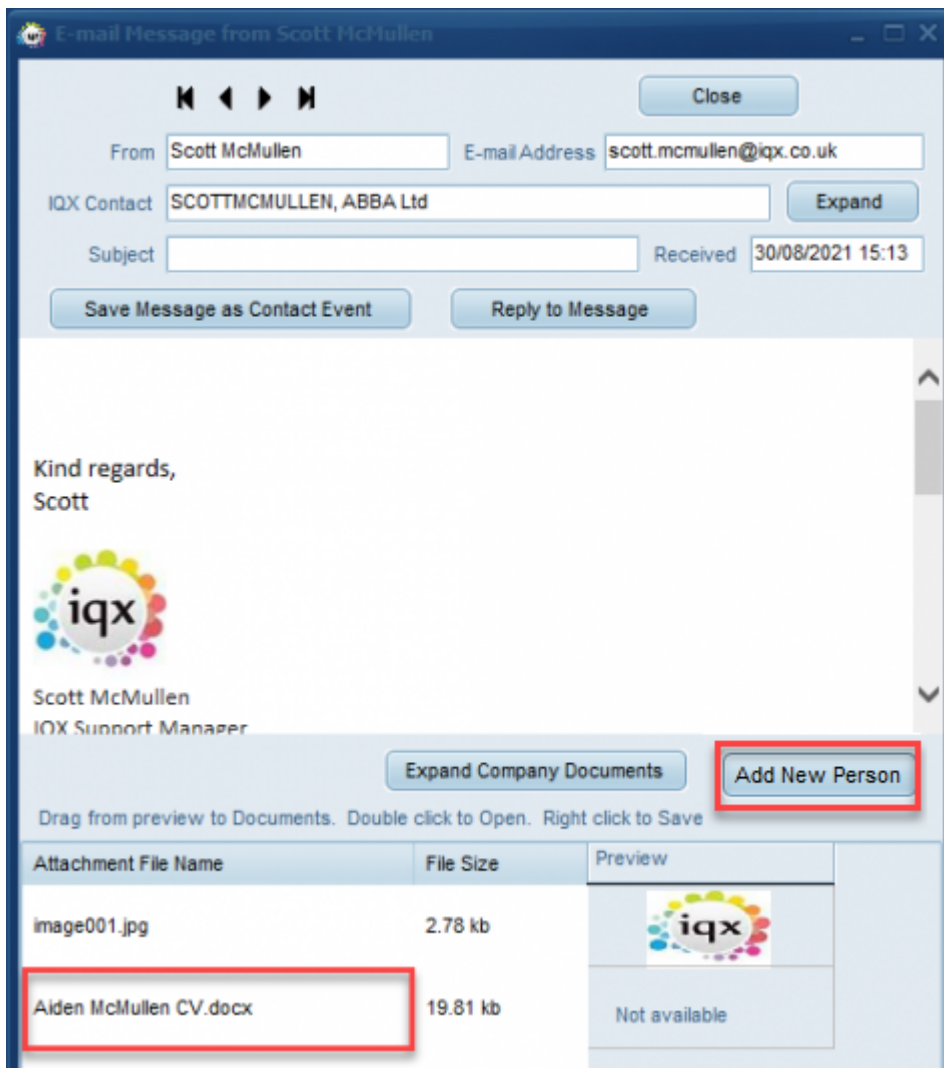 E-mail Message from Scott McMullen
Close
From Scott McMullen E-mail Address scott.mcmullen@iqx.co.uk
IQX Contact SCOTTMCMULLEN, ABBA Ltd Expand
Subject Received 30/08/2021 15:13
Save Message as Contact Event Reply to Message
Kind regards,
Scott
iqx
Scott McMullen
IQX Support Manager
Expand Company Documents Add New Person
Drag from preview to Documents. Double click to Open. Right click to Save
Attachment File Name File Size Preview
image001.jpg 2.78 kb iqx
Aiden McMullen CV.docx 19.81 kb Not available